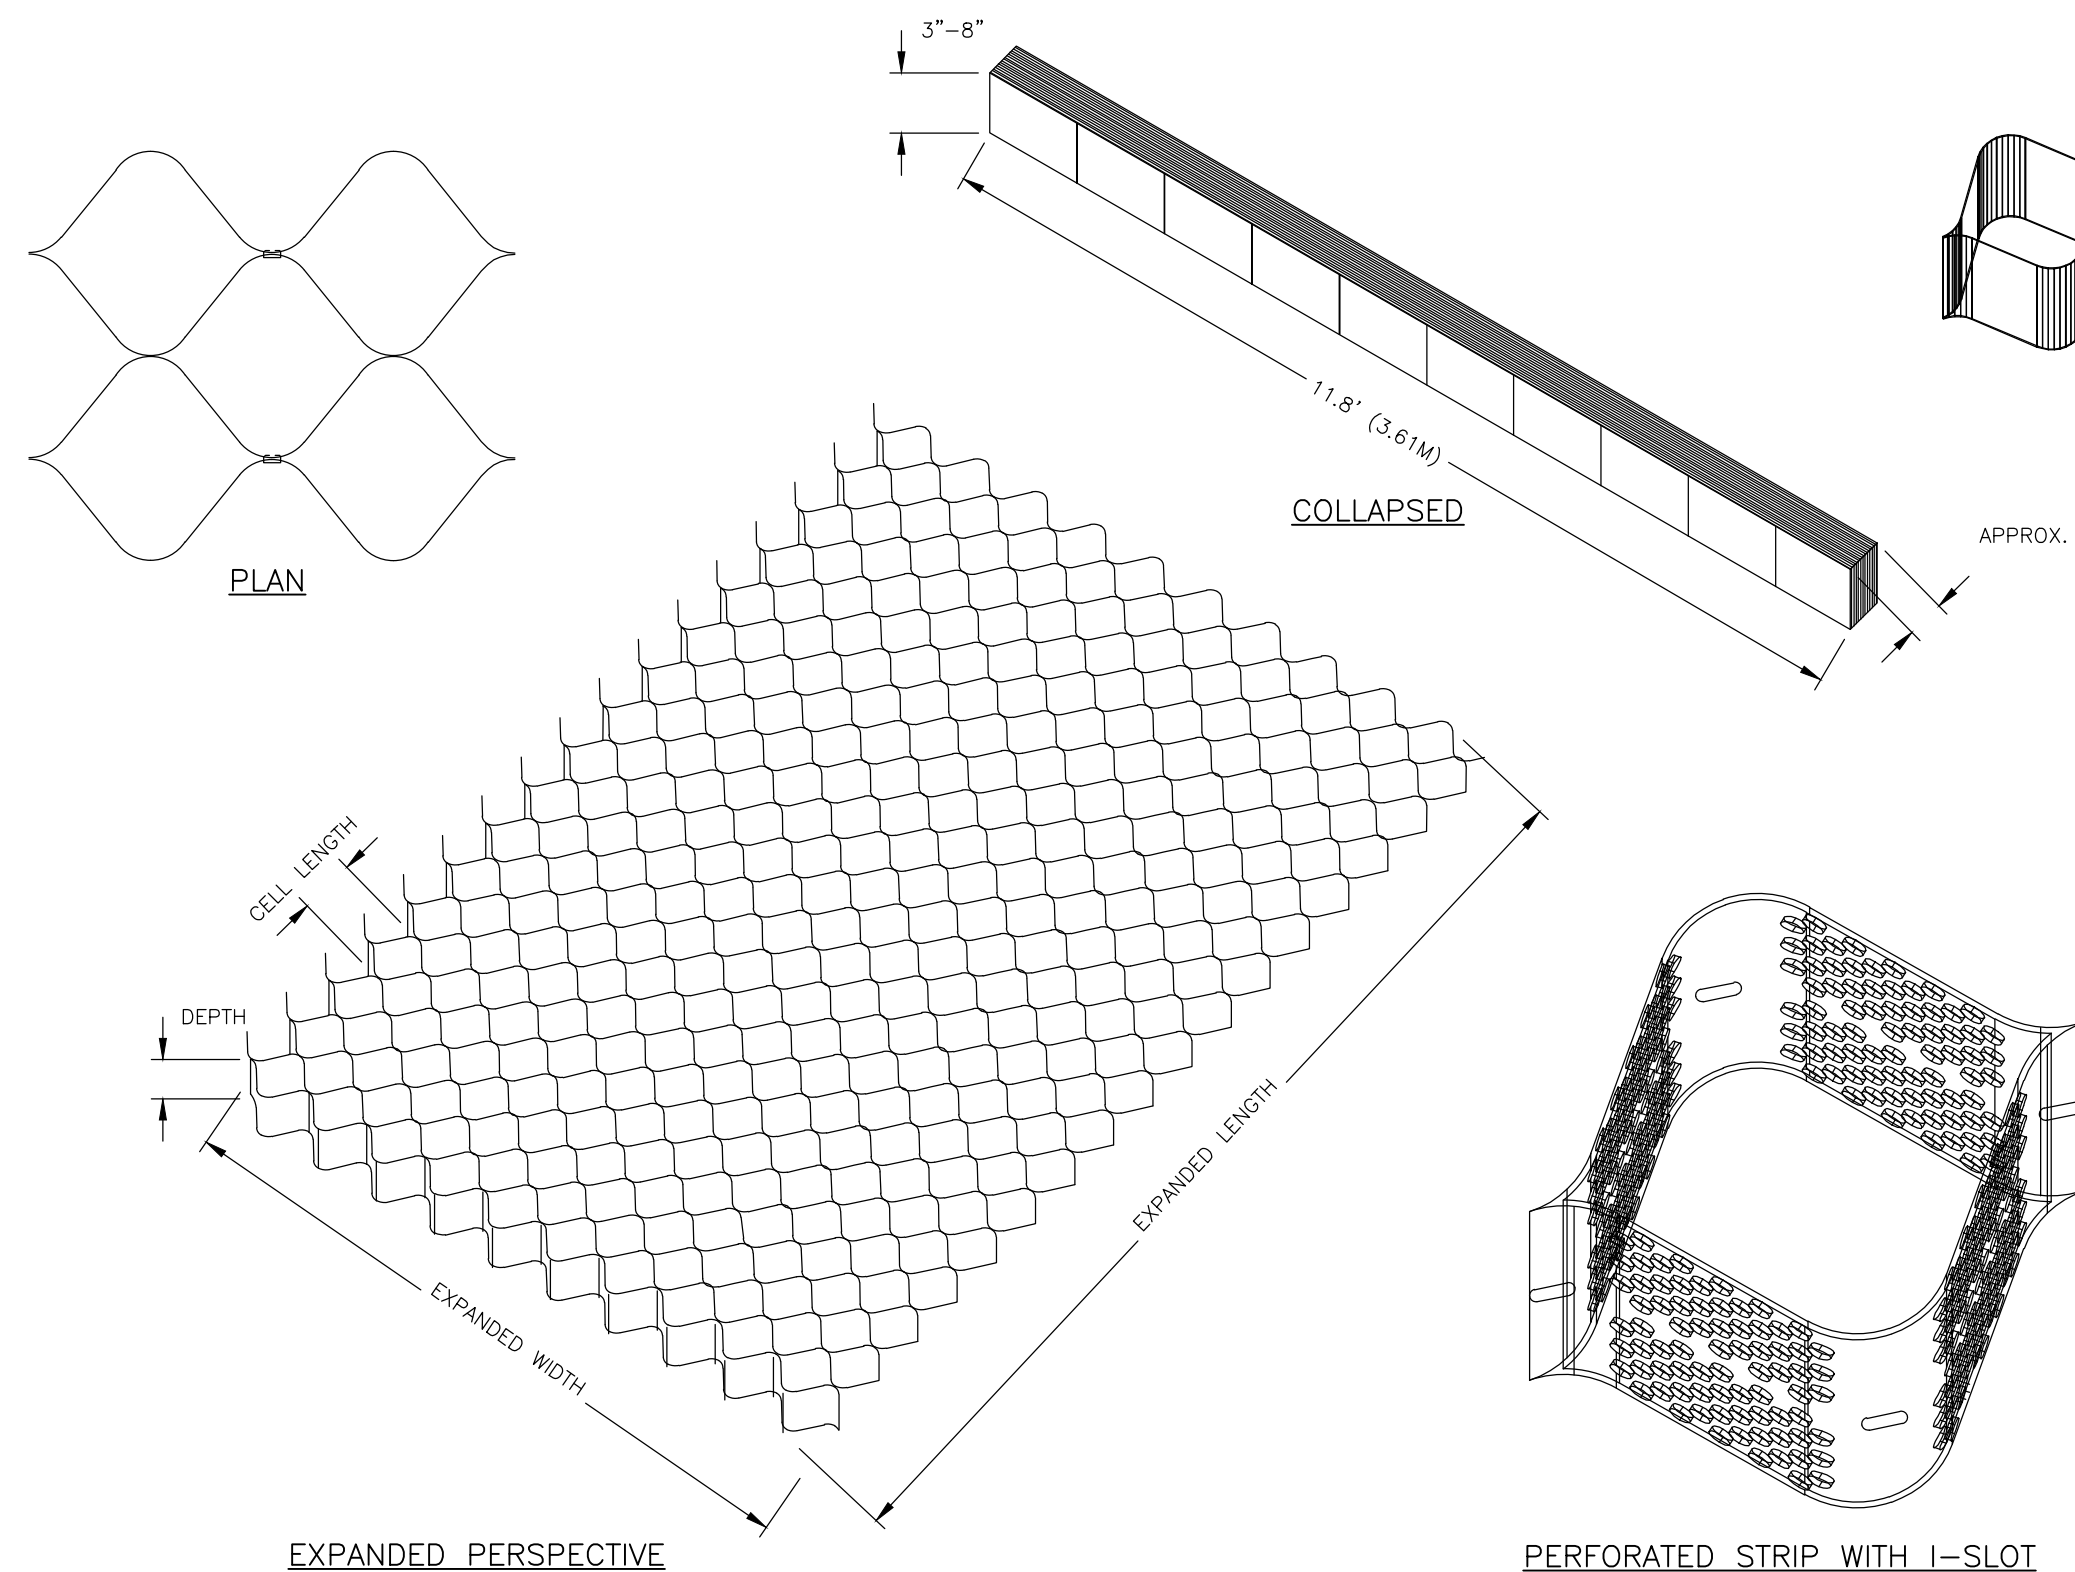 3"–8"
11.8' (3.61M)
COLLAPSED
APPROX.
PLAN
CELL LENGTH
DEPTH
EXPANDED LENGTH
EXPANDED WIDTH
EXPANDED PERSPECTIVE
PERFORATED STRIP WITH I–SLOT